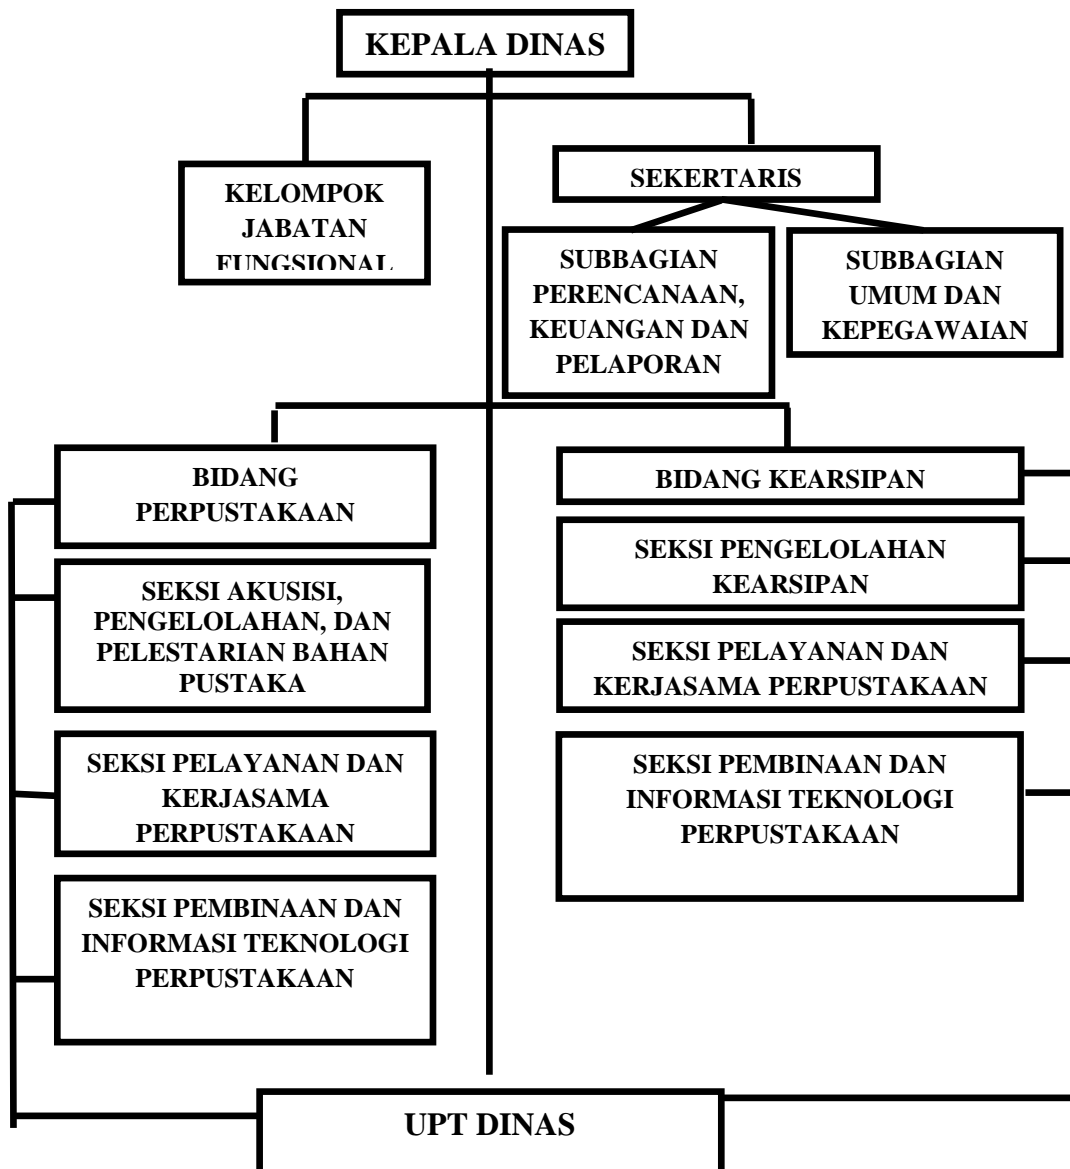 KEPALA DINAS
KELOMPOK
JABATAN
FUNGSIONAL
SEKERTARIS
SUBBAGIAN
PERENCANAAN,
KEUANGAN DAN
PELAPORAN
SUBBAGIAN
UMUM DAN
KEPEGAWAIAN
BIDANG
PERPUSTAKAAN
SEKSI AKUSISI,
PENGELOLAHAN, DAN
PELESTARIAN BAHAN
PUSTAKA
SEKSI PELAYANAN DAN
KERJASAMA
PERPUSTAKAAN
SEKSI PEMBINAAN DAN
INFORMASI TEKNOLOGI
PERPUSTAKAAN
BIDANG KEARSIPAN
SEKSI PENGELOLAHAN
KEARSIPAN
SEKSI PELAYANAN DAN
KERJASAMA PERPUSTAKAAN
SEKSI PEMBINAAN DAN
INFORMASI TEKNOLOGI
PERPUSTAKAAN
UPT DINAS